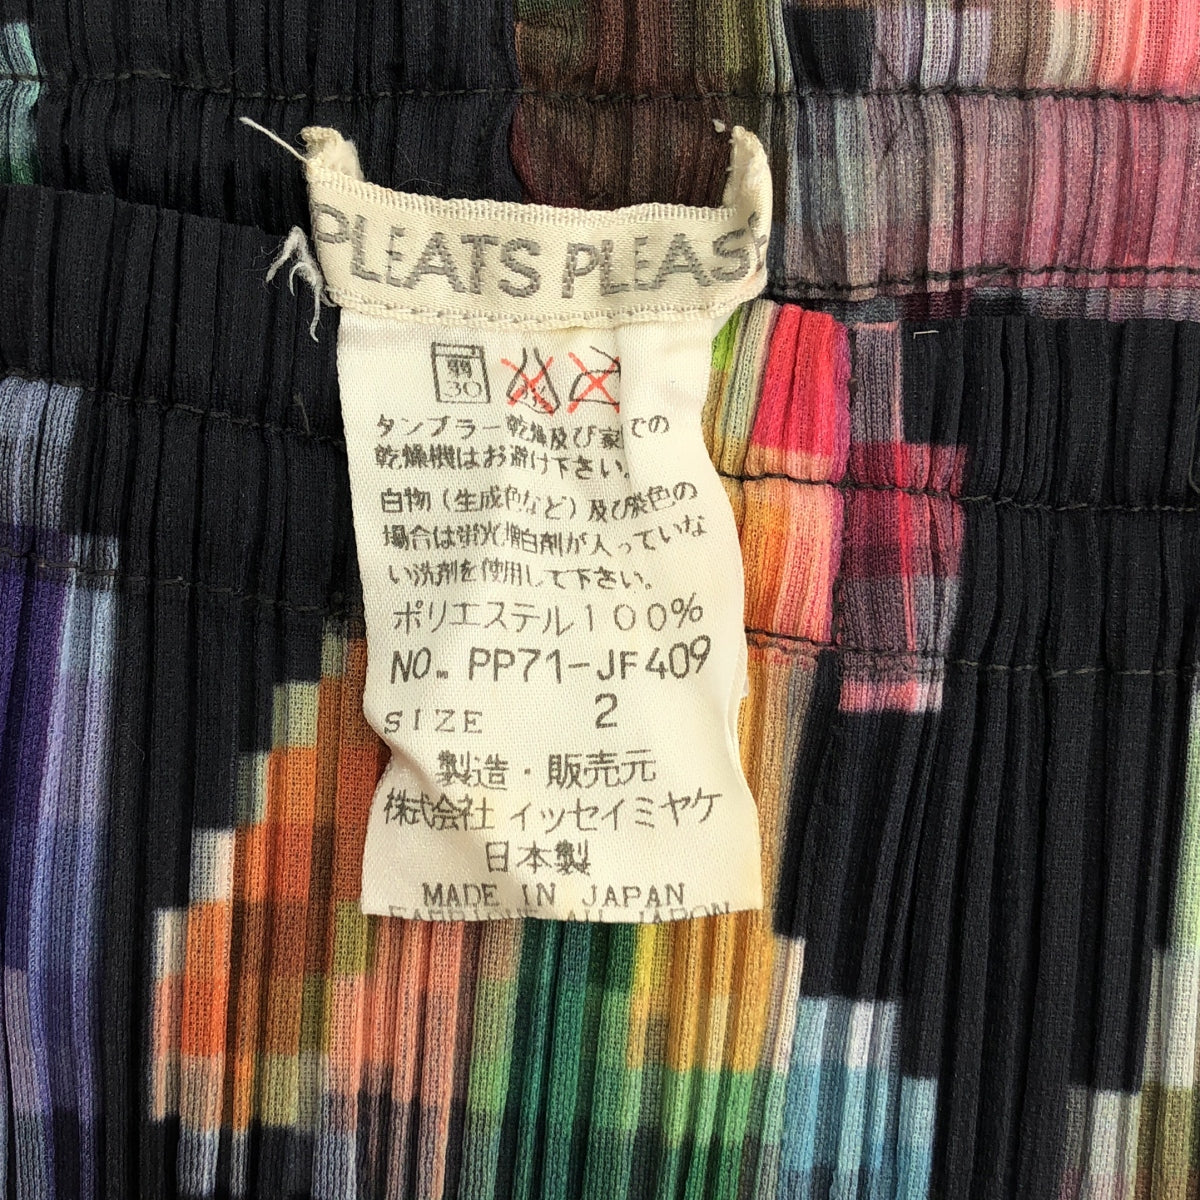 PLEATS PLEASE
弱
30
タンブラー乾燥及び家での
乾燥機はお避け下さい。
白物(生成色など)及び淡色の
場合は蛍光増白剤が入っていな
い洗剤を使用して下さい。
ポリエステル100%
NO. PP71-JF409
SIZE 2
製造・販売元
株式会社 イッセイミヤケ
日本製
MADE IN JAPAN